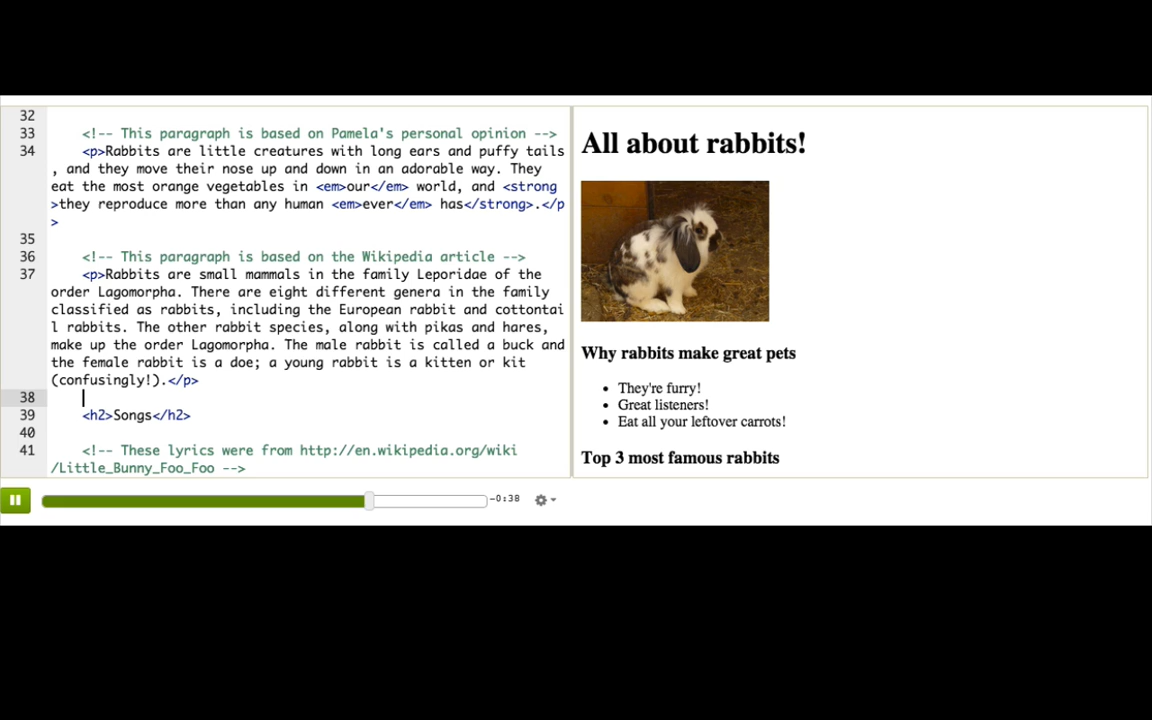 32
33 <!-- This paragraph is based on Pamela's personal opinion -->
34 <p>Rabbits are little creatures with long ears and puffy tails
, and they move their nose up and down in an adorable way. They
eat the most orange vegetables in <em>our</em> world, and <strong
>they reproduce more than any human <em>ever</em> has</strong>.</p
>
35
36 <!-- This paragraph is based on the Wikipedia article -->
37 <p>Rabbits are small mammals in the family Leporidae of the
order Lagomorpha. There are eight different genera in the family
classified as rabbits, including the European rabbit and cottontai
l rabbits. The other rabbit species, along with pikas and hares,
make up the order Lagomorpha. The male rabbit is called a buck and
the female rabbit is a doe; a young rabbit is a kitten or kit
(confusingly!).</p>
38
39 <h2>Songs</h2>
40
41 <!-- These lyrics were from http://en.wikipedia.org/wiki
/Little_Bunny_Foo_Foo -->
All about rabbits!
Why rabbits make great pets
• They're furry!
• Great listeners!
• Eat all your leftover carrots!
Top 3 most famous rabbits
-0:38